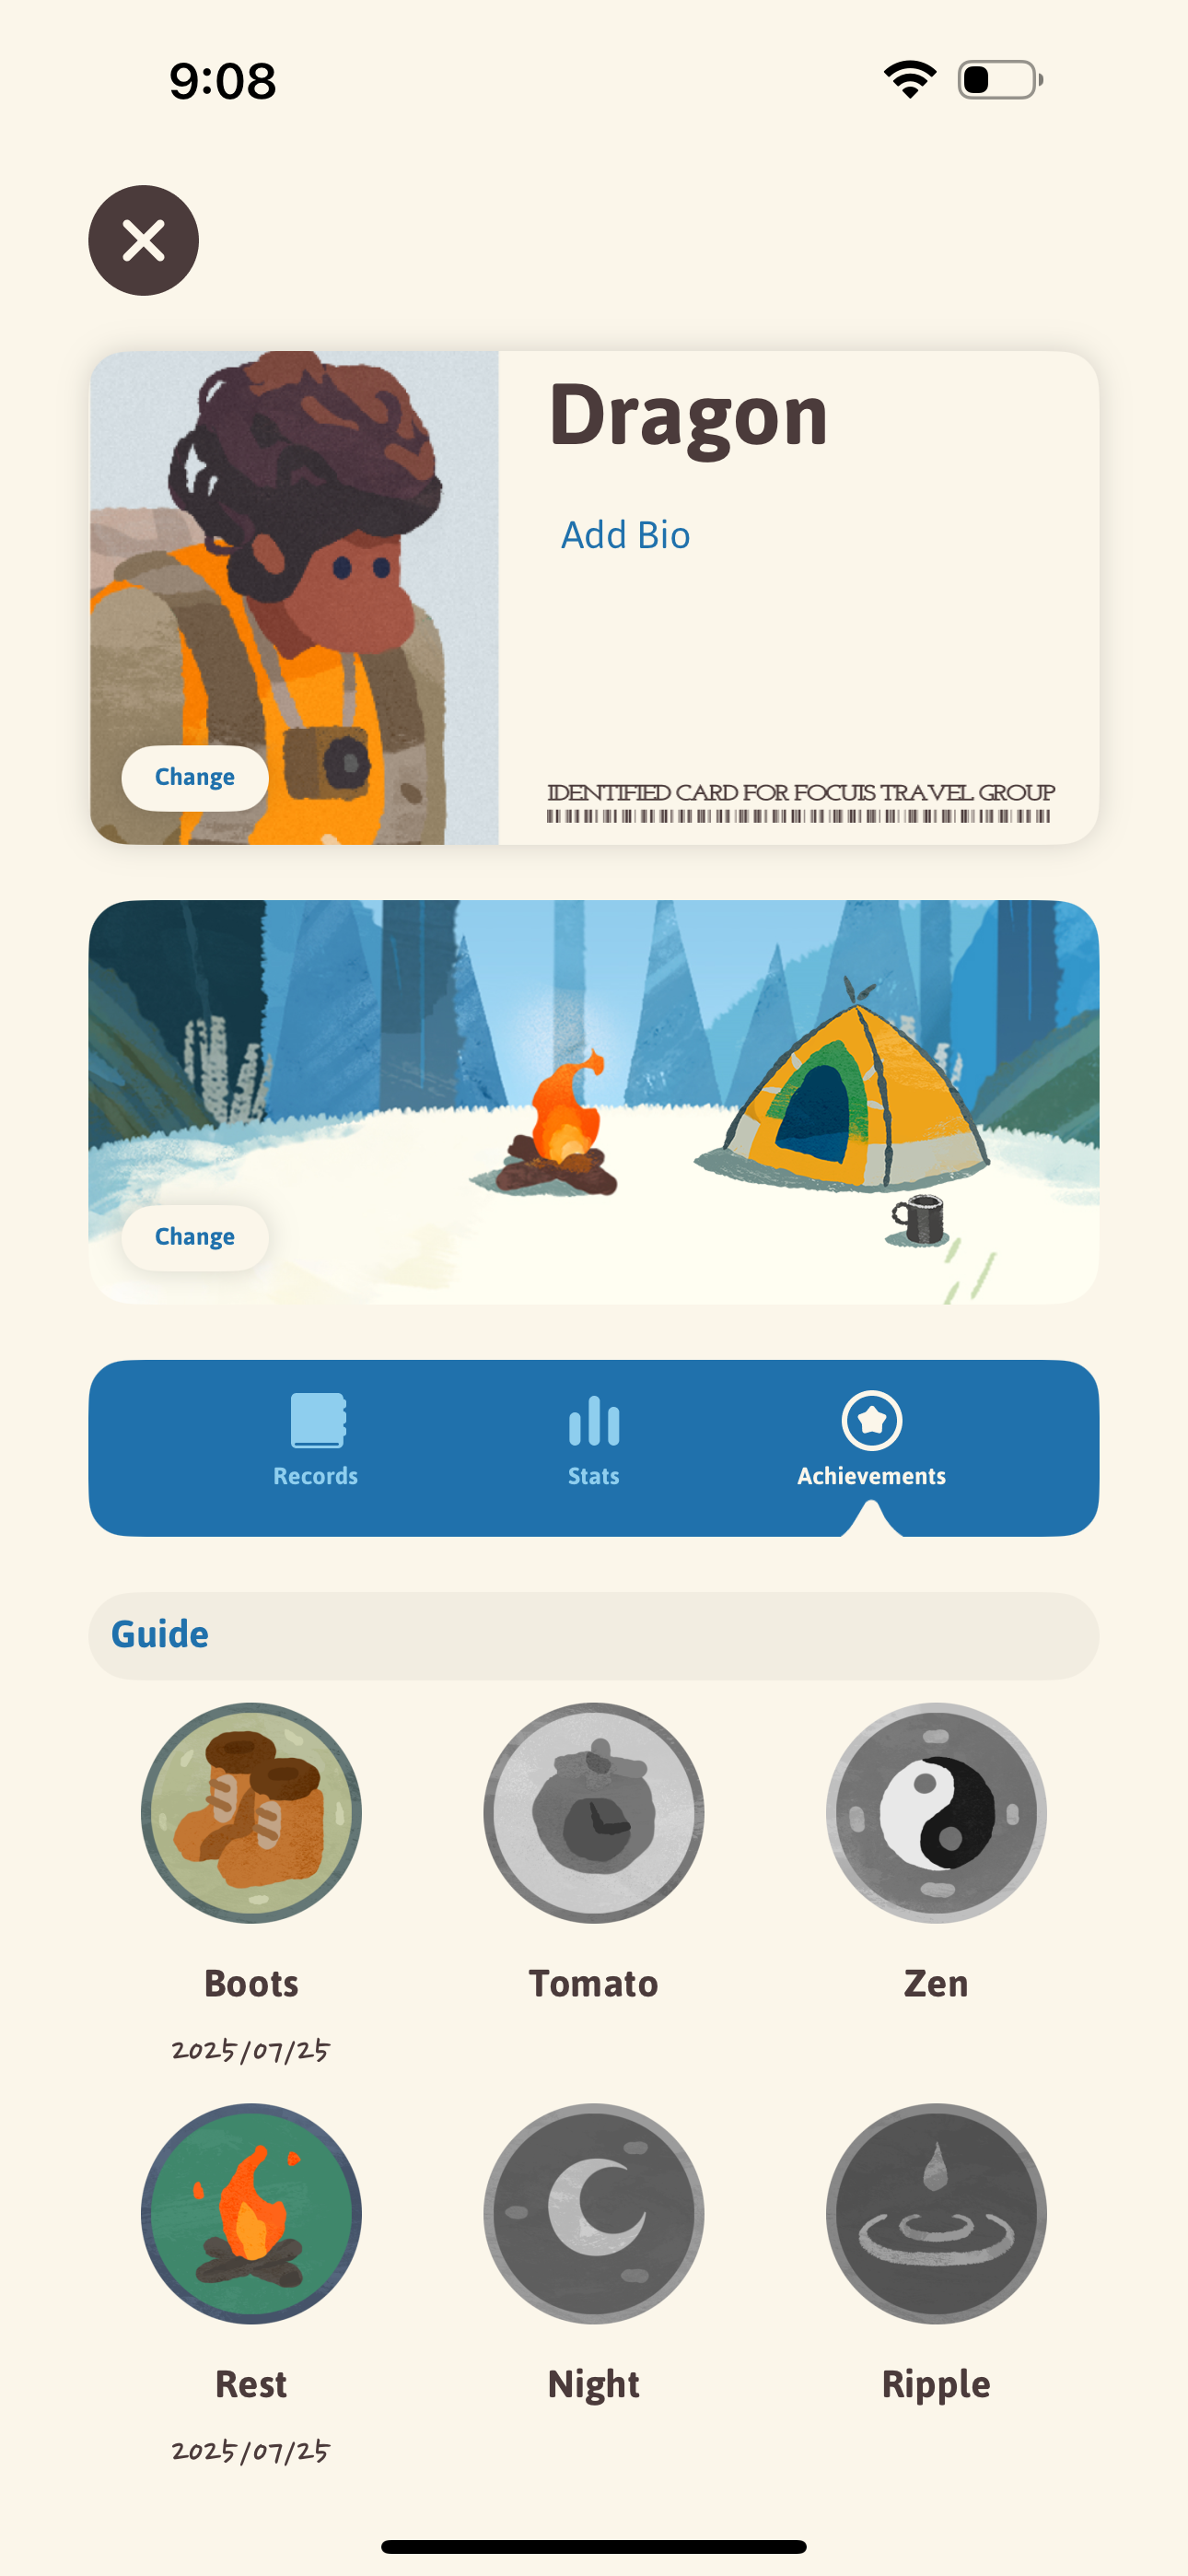 9:08
Dragon
Add Bio
Change
IDENTIFIED CARD FOR FOCUIS TRAVEL GROUP
Change
Records Stats Achievements
Guide
Boots Tomato Zen
2025/07/25
Rest Night Ripple
2025/07/25